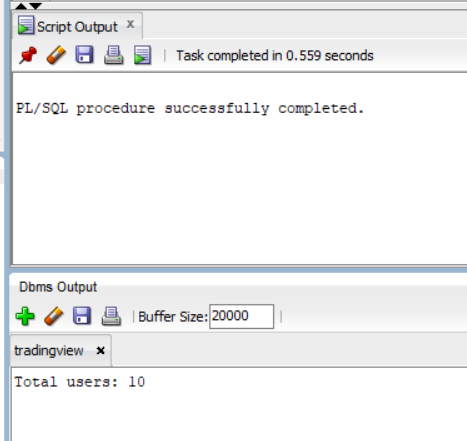 Script Output x
Task completed in 0.559 seconds
PL/SQL procedure successfully completed.
Dbms Output
Buffer Size: 20000
tradingview x
Total users: 10